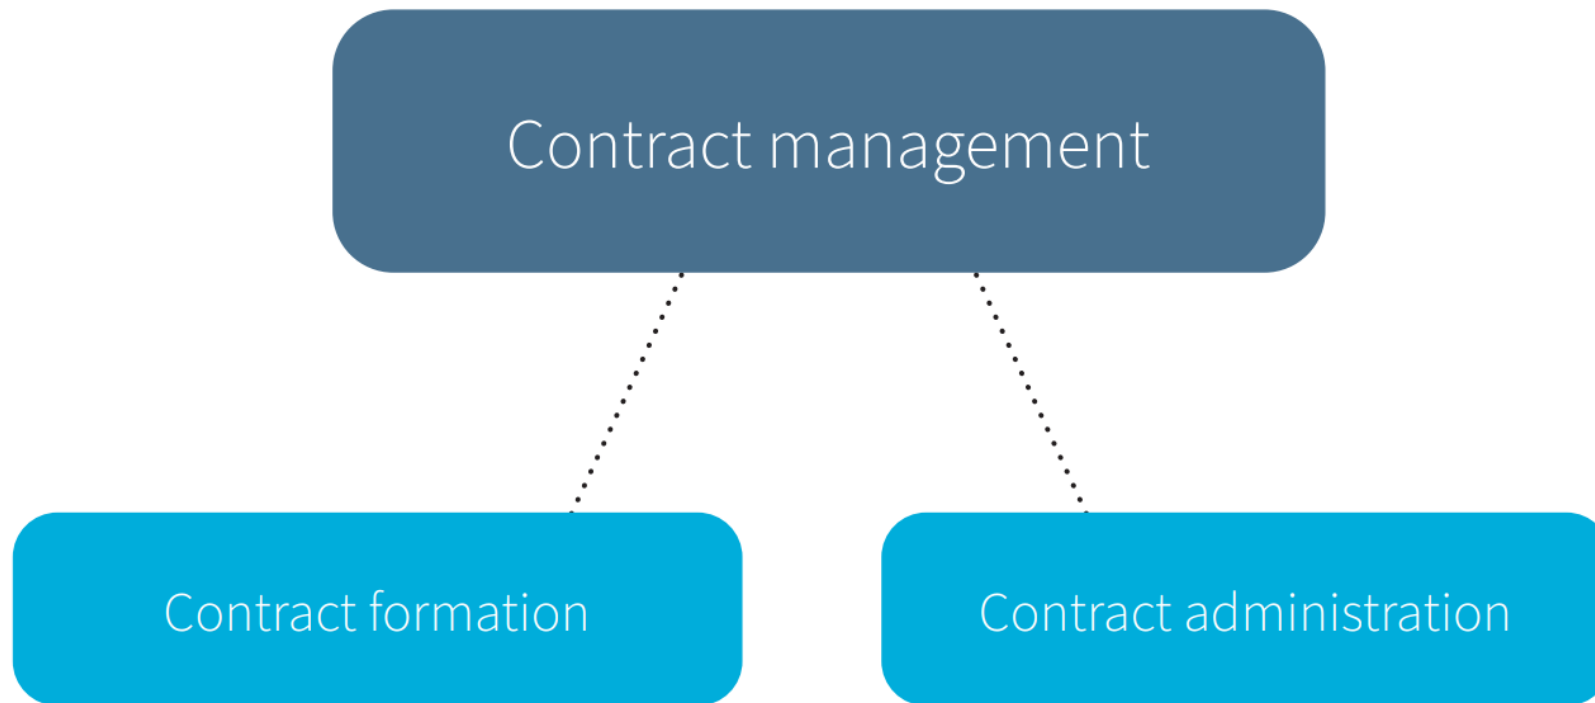 Contract management
Contract formation
Contract administration